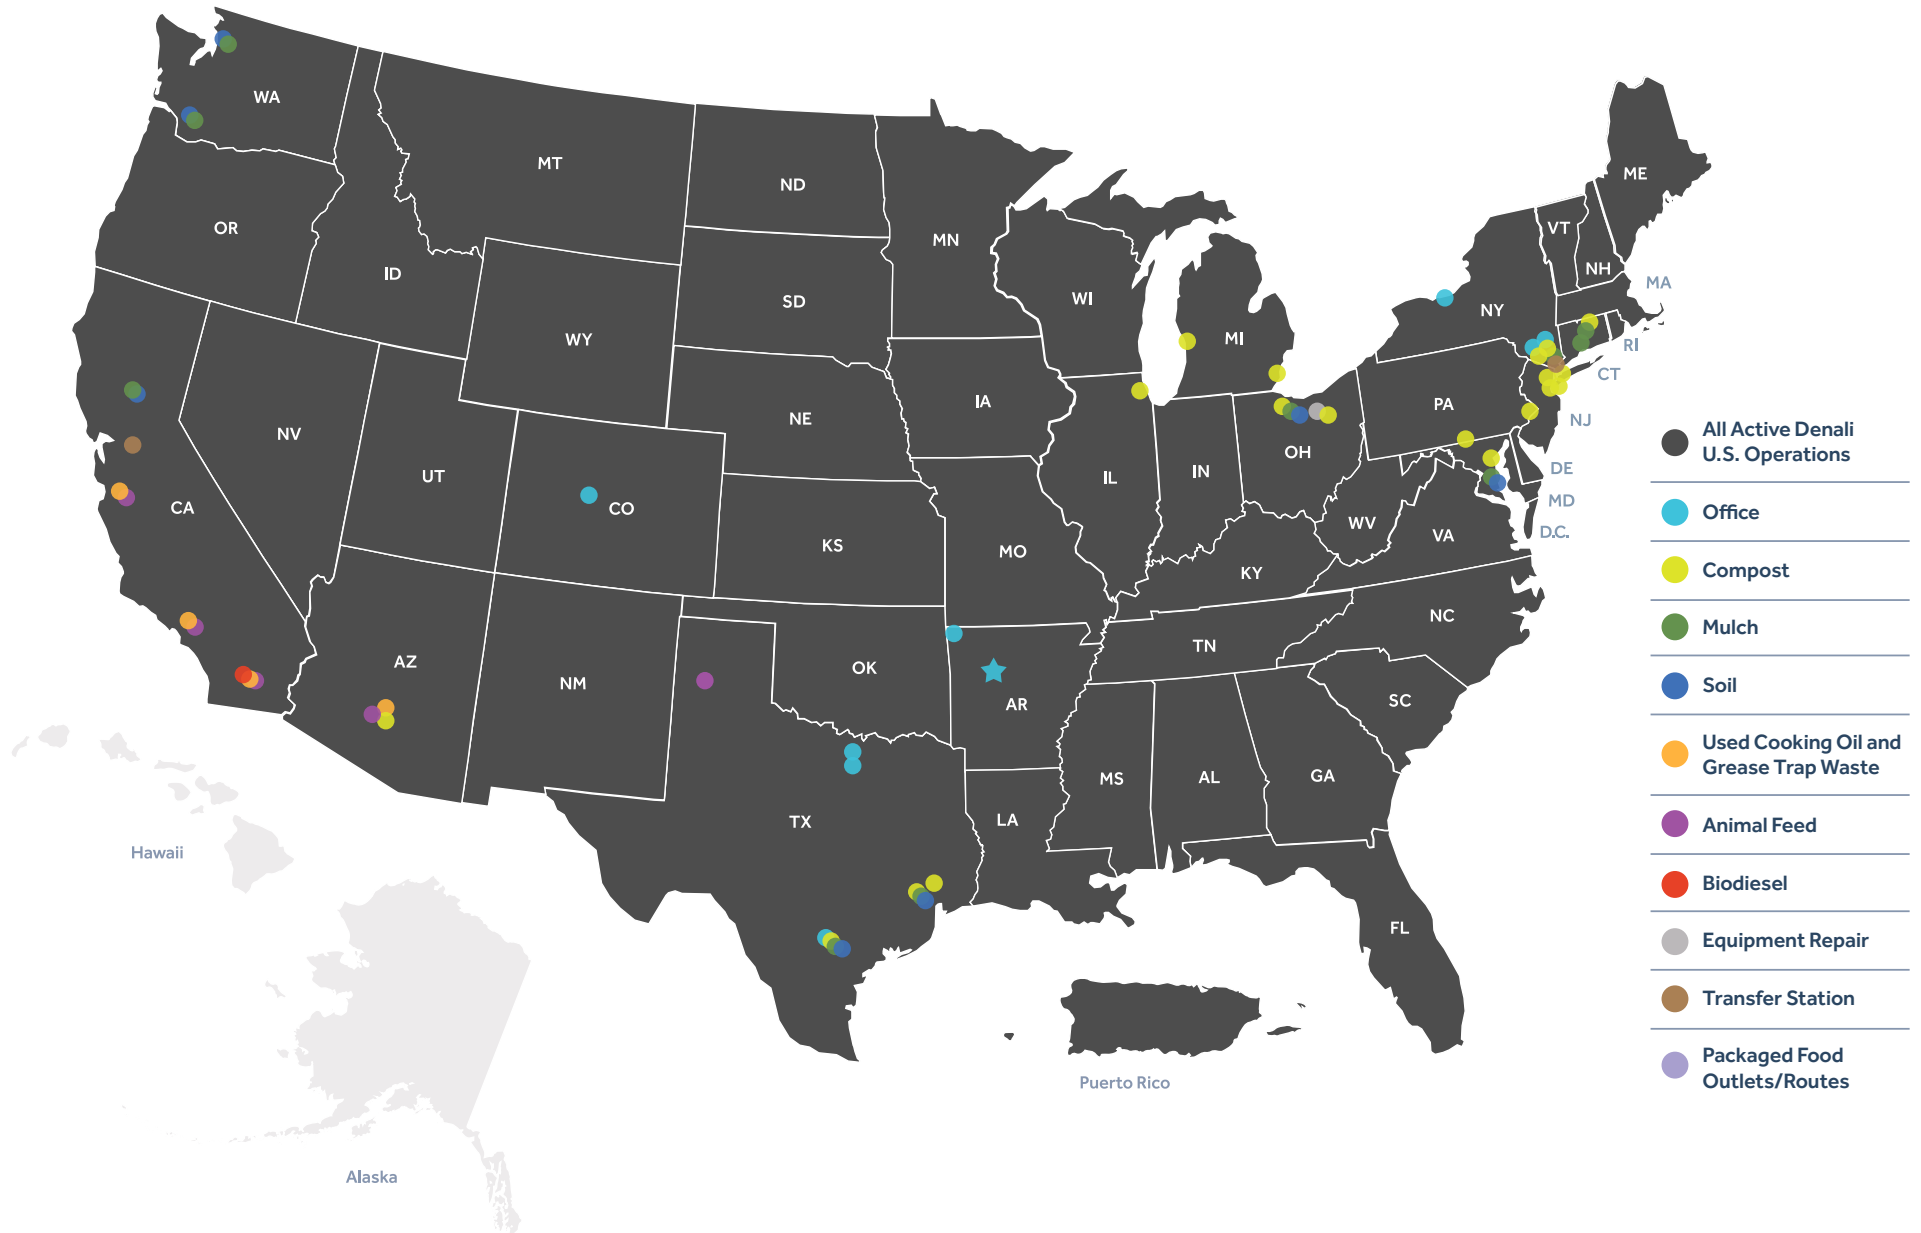 WA
MT
ND
MN
ME
OR
ID
SD
WI
VT
NH
MA
WY
MI
NY
RI
CT
IA
NE
PA
NJ
NV
UT
CO
IL
IN
OH
DE
MD
D.C.
CA
KS
MO
WV
VA
KY
AZ
NM
OK
AR
TN
NC
SC
TX
LA
MS
AL
GA
FL
Hawaii
Alaska
Puerto Rico
All Active Denali
U.S. Operations
Office
Compost
Mulch
Soil
Used Cooking Oil and
Grease Trap Waste
Animal Feed
Biodiesel
Equipment Repair
Transfer Station
Packaged Food
Outlets/Routes